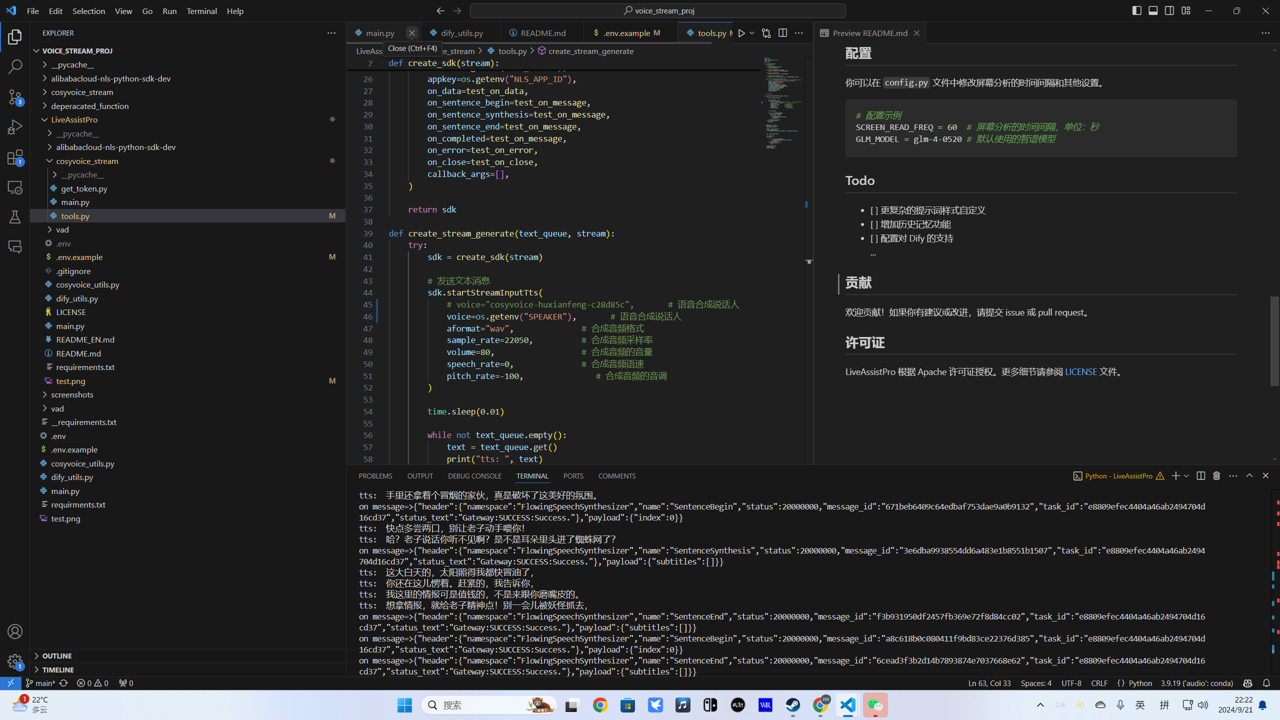 File Edit Selection View Go Run Terminal Help
voice_stream_proj
EXPLORER
VOICE_STREAM_PROJ
__pycache__
alibabacloud-nls-python-sdk-dev
cosyvoice_stream
deperacated_function
LiveAssistPro
__pycache__
alibabacloud-nls-python-sdk-dev
cosyvoice_stream
__pycache__
get_token.py
main.py
tools.py M
vad
.env
.env.example M
.gitignore
cosyvoice_utils.py
dify_utils.py
LICENSE
main.py
README_EN.md
README.md
requirements.txt
test.png M
screenshots
vad
__requirments.txt
.env
.env.example
cosyvoice_utils.py
dify_utils.py
main.py
requirments.txt
test.png
OUTLINE
TIMELINE
main.py dify_utils.py README.md .env.example M tools.py M
Close (Ctrl+F4)
LiveAss e_stream > tools.py > create_stream_generate
7 def create_sdk(stream):
26 appkey=os.getenv("NLS_APP_ID"),
27 on_data=test_on_data,
28 on_sentence_begin=test_on_message,
29 on_sentence_synthesis=test_on_message,
30 on_sentence_end=test_on_message,
31 on_completed=test_on_message,
32 on_error=test_on_error,
33 on_close=test_on_close,
34 callback_args=[],
35 )
36
37 return sdk
38
39 def create_stream_generate(text_queue, stream):
40 try:
41 sdk = create_sdk(stream)
42
43 # 发送文本消息
44 sdk.startStreamInputTts(
45 # voice="cosyvoice-huxianfeng-c28d85c", # 语音合成说话人
46 voice=os.getenv("SPEAKER"), # 语音合成说话人
47 aformat="wav", # 合成音频格式
48 sample_rate=22050, # 合成音频采样率
49 volume=80, # 合成音频的音量
50 speech_rate=0, # 合成音频语速
51 pitch_rate=-100, # 合成音频的音调
52 )
53
54 time.sleep(0.01)
55
56 while not text_queue.empty():
57 text = text_queue.get()
58 print("tts: ", text)
Preview README.md
配置
你可以在 config.py 文件中修改屏幕分析的时间间隔和其他设置。
# 配置示例
SCREEN_READ_FREQ = 60 # 屏幕分析的时间间隔，单位：秒
GLM_MODEL = glm-4-0520 # 默认使用的智谱模型
Todo
[ ] 更复杂的提示词样式自定义
[ ] 增加历史记忆功能
[ ] 配置对 Dify 的支持
...
贡献
欢迎贡献！如果你有建议或改进，请提交 issue 或 pull request。
许可证
LiveAssistPro 根据 Apache 许可证授权。更多细节请参阅 LICENSE 文件。
PROBLEMS OUTPUT DEBUG CONSOLE TERMINAL PORTS COMMENTS
Python - LiveAssistPro
tts: 手里还拿着个冒烟的家伙，真是破坏了这美好的氛围。
on message=>{"header":{"namespace":"FlowingSpeechSynthesizer","name":"SentenceBegin","status":20000000,"message_id":"671beb6409c64edbaf753dae9a0b9132","task_id":"e8809efec4404a46ab2494704d
16cd37","status_text":"Gateway:SUCCESS:Success."},"payload":{"index":0}}
tts: 快点多尝两口，别让老子动手喂你！
tts: 哈？老子说话你听不见啊？是不是耳朵里头进了蜘蛛网了？
on message=>{"header":{"namespace":"FlowingSpeechSynthesizer","name":"SentenceSynthesis","status":20000000,"message_id":"3e6dba9938554dd6a483e1b8551b1507","task_id":"e8809efec4404a46ab2494
704d16cd37","status_text":"Gateway:SUCCESS:Success."},"payload":{"subtitles":[]}}
tts: 这大白天的，太阳照得我都快冒油了，
tts: 你还在这儿愣着。赶紧的，我告诉你，
tts: 我这里的情报可是值钱的，不是来跟你磨嘴皮的。
tts: 想拿情报，就给老子精神点！别一会儿被妖怪抓去，
on message=>{"header":{"namespace":"FlowingSpeechSynthesizer","name":"SentenceEnd","status":20000000,"message_id":"f3b931950df2457fb369e72f8d84cc02","task_id":"e8809efec4404a46ab2494704d16
cd37","status_text":"Gateway:SUCCESS:Success."},"payload":{"subtitles":[]}}
on message=>{"header":{"namespace":"FlowingSpeechSynthesizer","name":"SentenceBegin","status":20000000,"message_id":"a8c618b0c080411f9bd83ce22376d385","task_id":"e8809efec4404a46ab2494704d
16cd37","status_text":"Gateway:SUCCESS:Success."},"payload":{"index":0}}
on message=>{"header":{"namespace":"FlowingSpeechSynthesizer","name":"SentenceEnd","status":20000000,"message_id":"6cead3f3b2d14b7893874e7037668e62","task_id":"e8809efec4404a46ab2494704d16
cd37","status_text":"Gateway:SUCCESS:Success."},"payload":{"subtitles":[]}}
main* 0 0 0 Ln 63, Col 33 Spaces: 4 UTF-8 CRLF Python 3.9.19 ('audio': conda)
22°C
多云
搜索
英 拼
22:22
2024/9/21